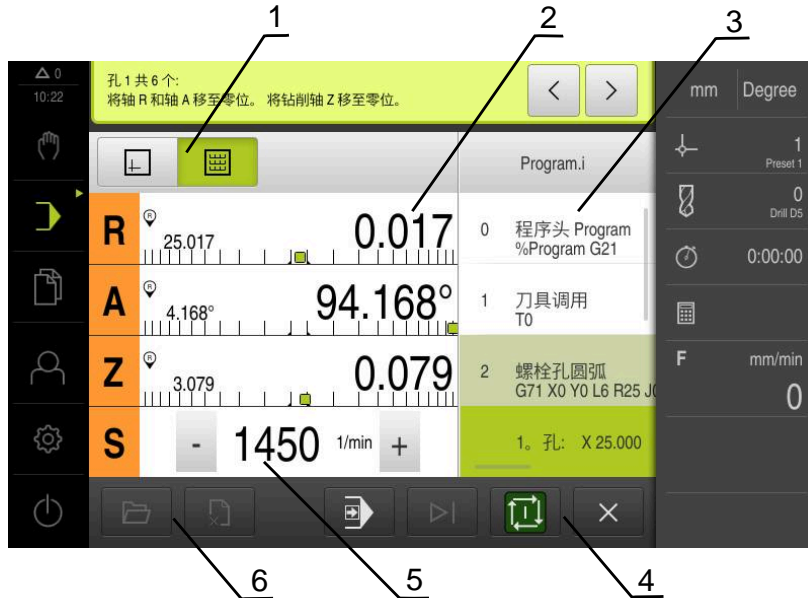 1
2
3
0
10:22
孔 1 共 6 个:
将轴 R 和轴 A 移至零位。 将钻削轴 Z 移至零位。
mm
Degree
Program.i
1
Preset 1
0
Drill D5
0:00:00
F
mm/min
0
R
R
25.017
0.017
A
R
4.168°
94.168°
Z
R
3.079
0.079
S
-
1450
1/min
+
0
程序头 Program
%Program G21
1
刀具调用
T0
2
螺栓孔圆弧
G71 X0 Y0 L6 R25 J
1。孔: X 25.000
6
5
4